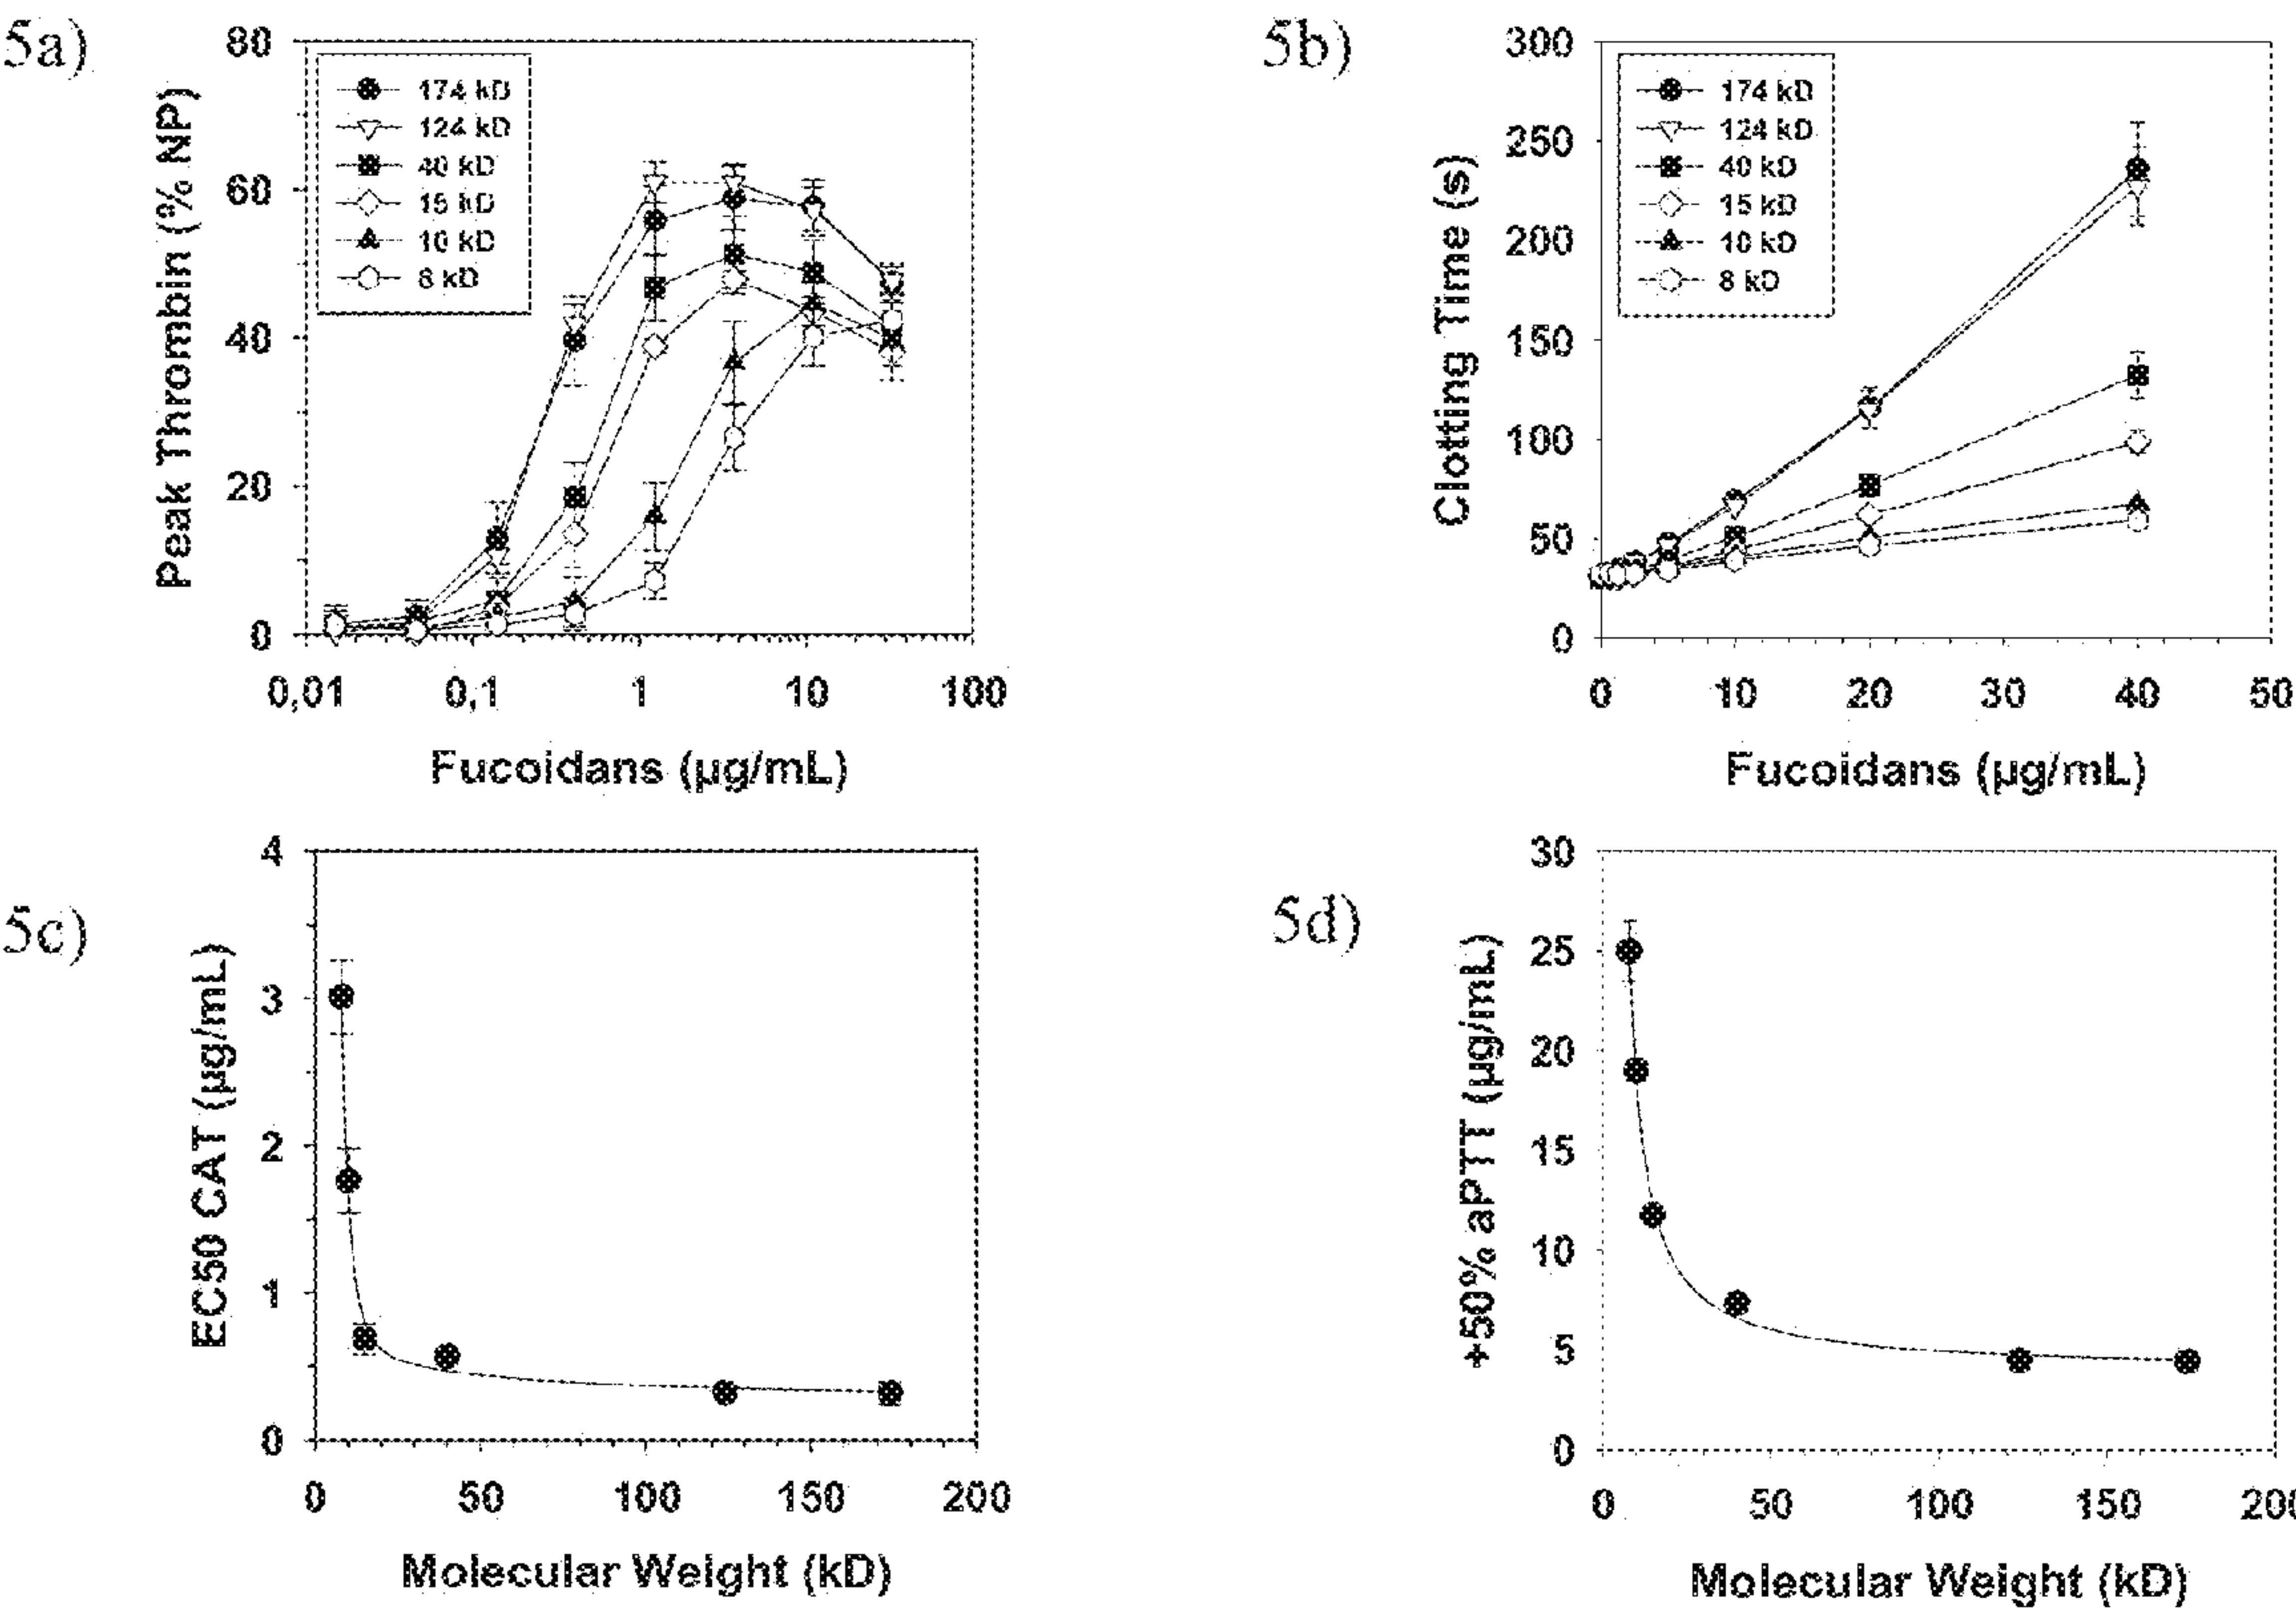 5a)
80
60
40
20
0
Peak Thrombin (% NP)
174 kD
124 kD
40 kD
15 kD
10 kD
8 kD
0,01 0,1 1 10 100
Fucoidans (µg/mL)
5b)
300
250
200
150
100
50
0
Clotting Time (s)
174 kD
124 kD
40 kD
15 kD
10 kD
8 kD
0 10 20 30 40 50
Fucoidans (µg/mL)
5c)
4
3
2
1
0
EC50 CAT (µg/mL)
0 50 100 150 200
Molecular Weight (kD)
5d)
30
25
20
15
10
5
0
+50% aPTT (µg/mL)
0 50 100 150 200
Molecular Weight (kD)